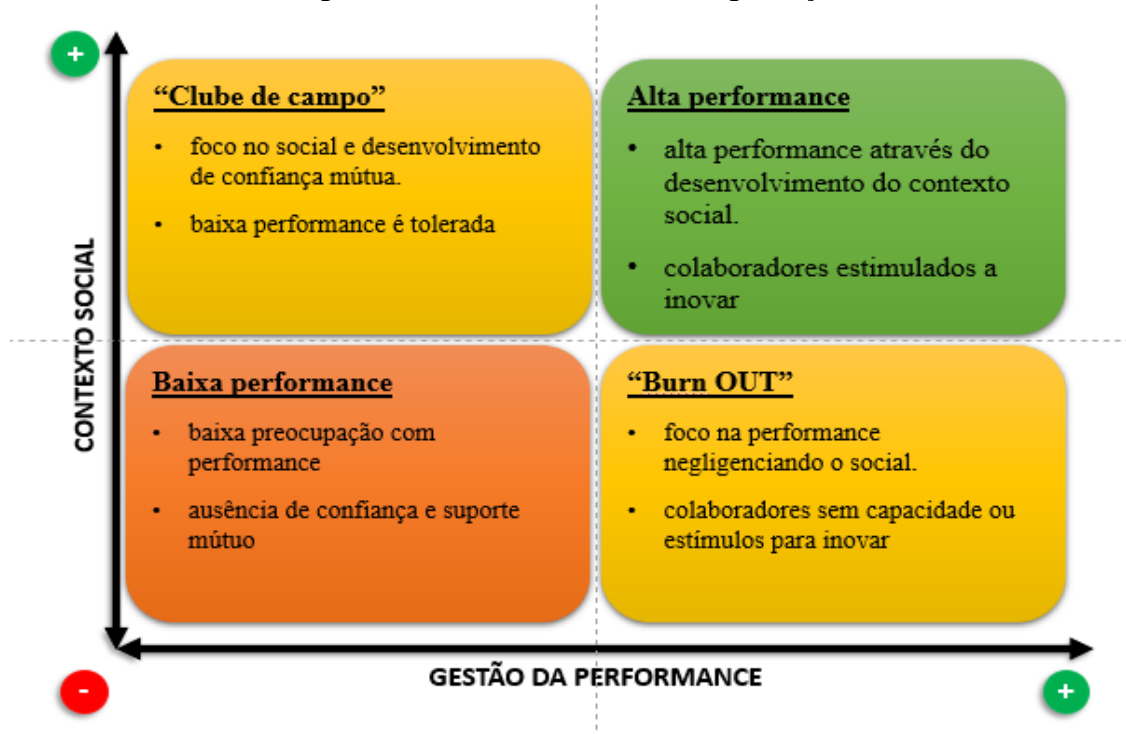 +
“Clube de campo”
• foco no social e desenvolvimento
de confiança mútua.
• baixa performance é tolerada
Alta performance
• alta performance através do
desenvolvimento do contexto
social.
• colaboradores estimulados a
inovar
CONTEXTO SOCIAL
Baixa performance
• baixa preocupação com
performance
• ausência de confiança e suporte
mútuo
“Burn OUT”
• foco na performance
negligenciando o social.
• colaboradores sem capacidade ou
estímulos para inovar
-
GESTÃO DA PERFORMANCE
+